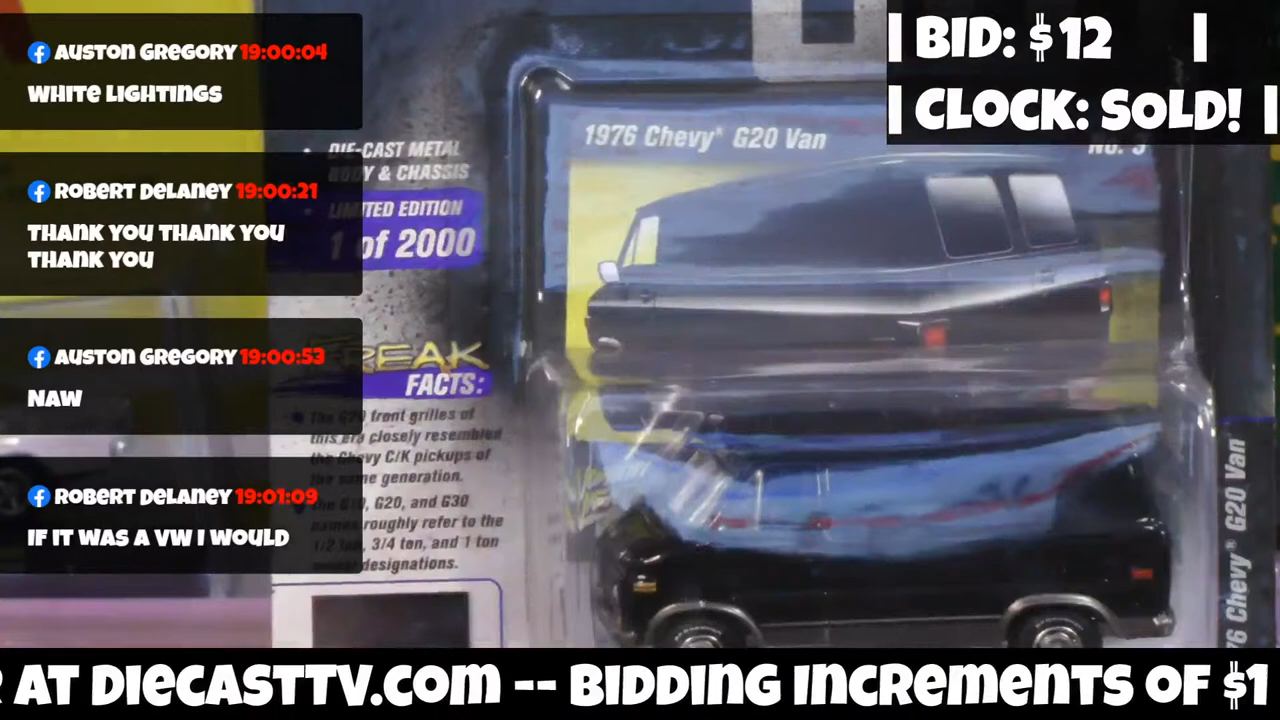 Auston Gregory 19:00:04
White lightings
Robert Delaney 19:00:21
Thank you thank you
thank you
Auston Gregory 19:00:53
Naw
Robert Delaney 19:01:09
If it was a VW I would
DIE-CAST METAL
BODY & CHASSIS
LIMITED EDITION
1 of 2000
FREAK
FACTS:
The G20 front grilles of
this era closely resembled
the Chevy C/K pickups of
the same generation.
The G10, G20, and G30
names roughly refer to the
1/2 ton, 3/4 ton, and 1 ton
designations.
1976 Chevy® G20 Van
No. 5
| BID: $12 |
| CLOCK: SOLD! |
76 Chevy® G20 Van
R AT DIECASTTV.COM -- BIDDING INCREMENTS OF $1